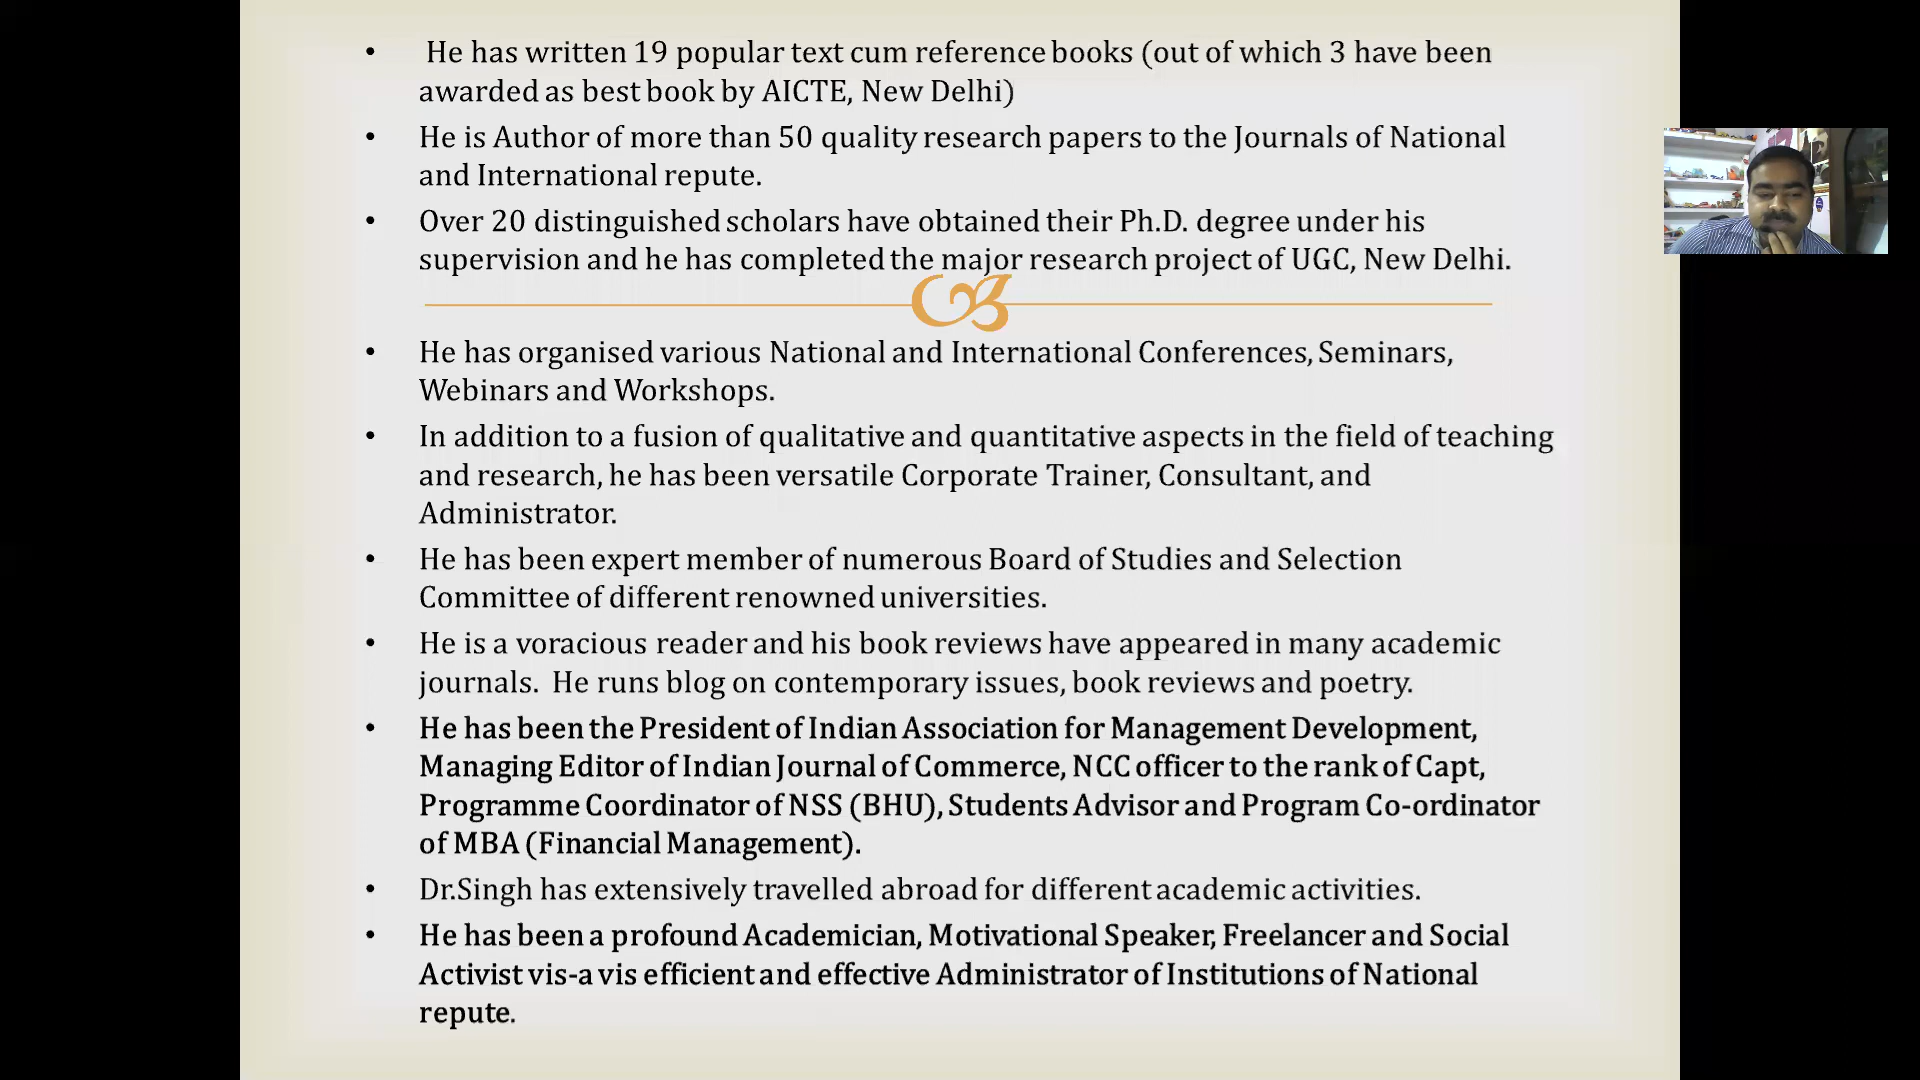 • He has written 19 popular text cum reference books (out of which 3 have been
awarded as best book by AICTE, New Delhi)
• He is Author of more than 50 quality research papers to the Journals of National
and International repute.
• Over 20 distinguished scholars have obtained their Ph.D. degree under his
supervision and he has completed the major research project of UGC, New Delhi.
• He has organised various National and International Conferences, Seminars,
Webinars and Workshops.
• In addition to a fusion of qualitative and quantitative aspects in the field of teaching
and research, he has been versatile Corporate Trainer, Consultant, and
Administrator.
• He has been expert member of numerous Board of Studies and Selection
Committee of different renowned universities.
• He is a voracious reader and his book reviews have appeared in many academic
journals. He runs blog on contemporary issues, book reviews and poetry.
• He has been the President of Indian Association for Management Development,
Managing Editor of Indian Journal of Commerce, NCC officer to the rank of Capt,
Programme Coordinator of NSS (BHU), Students Advisor and Program Co-ordinator
of MBA (Financial Management).
• Dr.Singh has extensively travelled abroad for different academic activities.
• He has been a profound Academician, Motivational Speaker, Freelancer and Social
Activist vis-a vis efficient and effective Administrator of Institutions of National
repute.